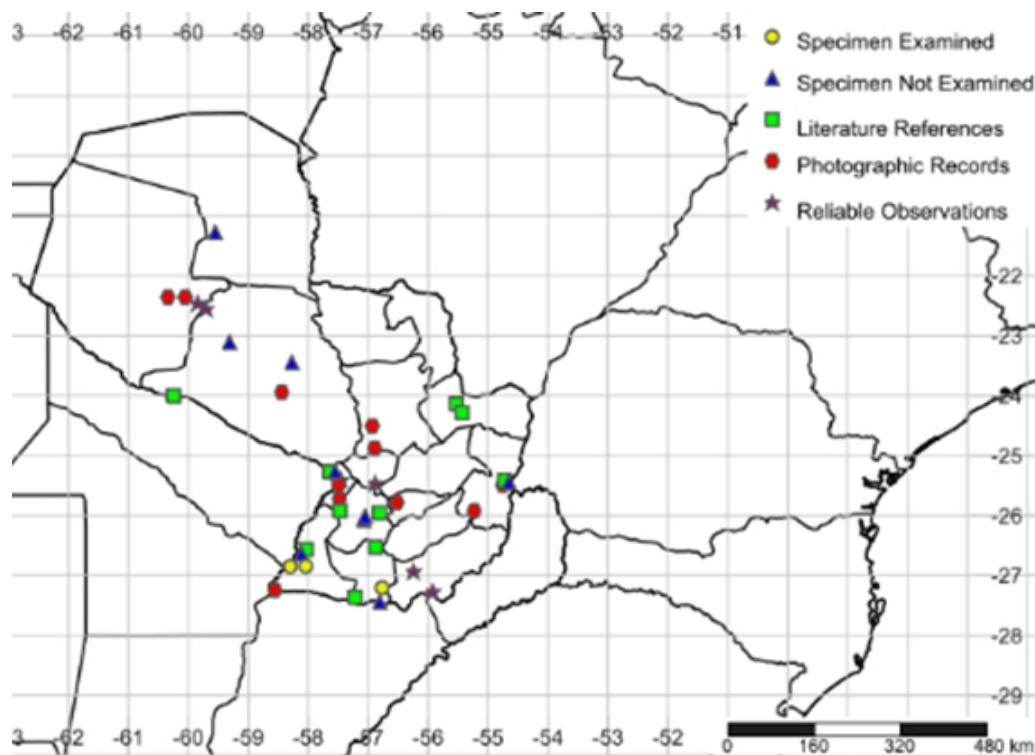 3 -62 -61 -60 -59 -58 -57 -56 -55 -54 -53 -52 -51
Specimen Examined
Specimen Not Examined
Literature References
Photographic Records
Reliable Observations
-22
-23
-24
-25
-26
-27
-28
-29
3 -62 -61 -60 -59 -58 -57 -56 -55 -54 -53 -52
0 160 320 480 km